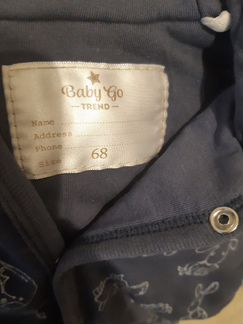 Baby Go
TREND
Name
Address
Phone
Size 68